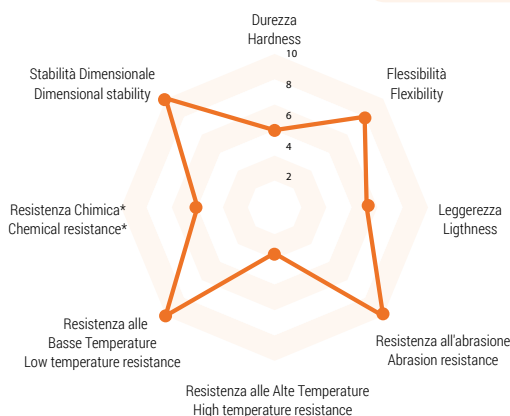 Durezza
Hardness
10
8
6
4
2
Flessibilità
Flexibility
Leggerezza
Ligthness
Resistenza all'abrasione
Abrasion resistance
Resistenza alle Alte Temperature
High temperature resistance
Resistenza alle
Basse Temperature
Low temperature resistance
Resistenza Chimica*
Chemical resistance*
Stabilità Dimensionale
Dimensional stability